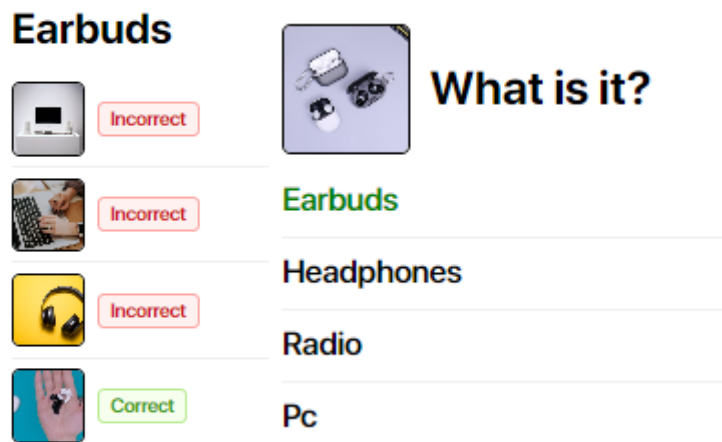 Earbuds
Incorrect
Incorrect
Incorrect
Correct
What is it?
Earbuds
Headphones
Radio
Pc